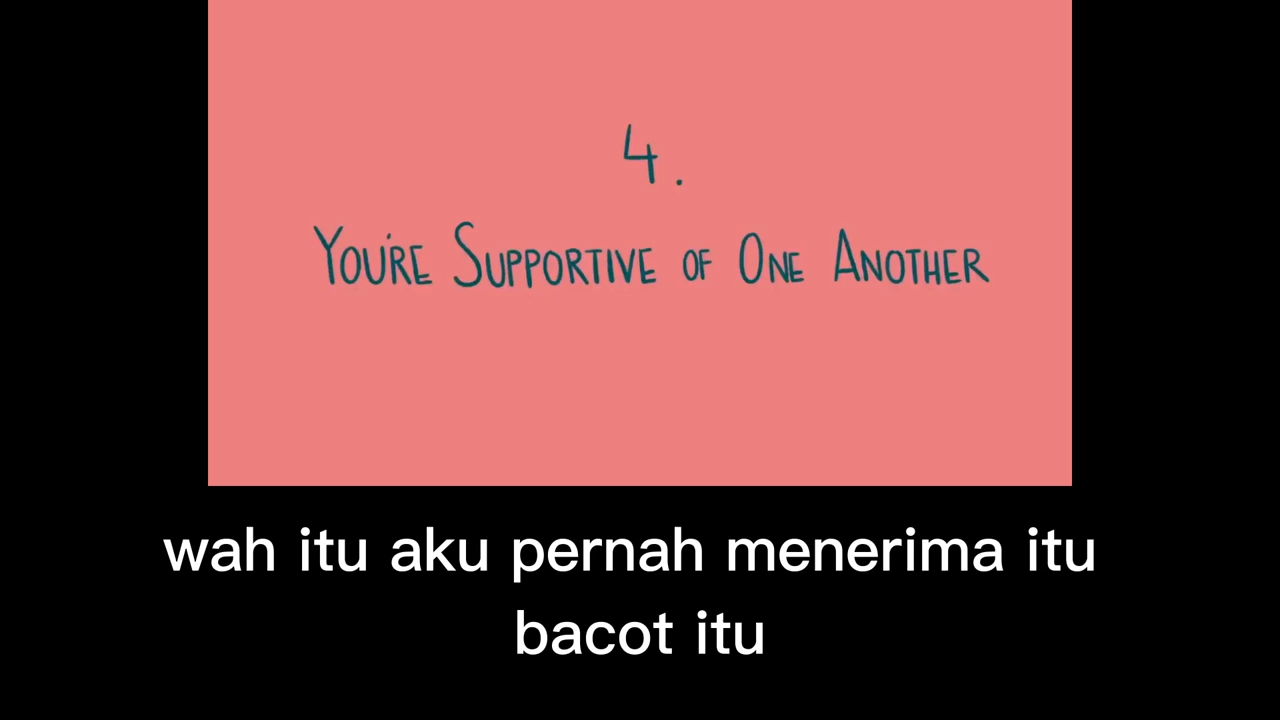 4.
YOU'RE SUPPORTIVE OF ONE ANOTHER
wah itu aku pernah menerima itu
bacot itu